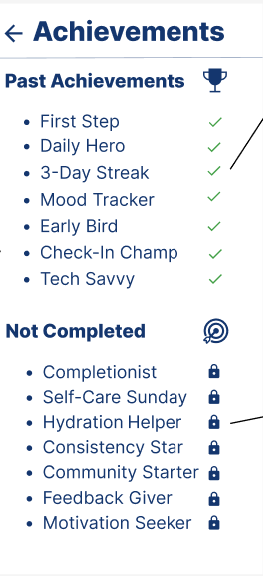 Achievements
Past Achievements
First Step
Daily Hero
3-Day Streak
Mood Tracker
Early Bird
Check-In Champ
Tech Savvy
Not Completed
Completionist
Self-Care Sunday
Hydration Helper
Consistency Star
Community Starter
Feedback Giver
Motivation Seeker